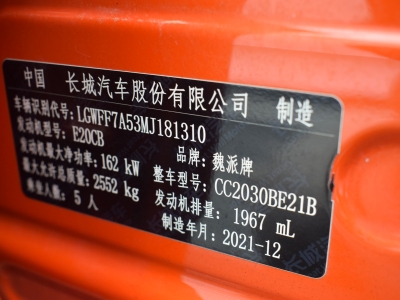 中国 长城汽车股份有限公司 制造
车辆识别代号: LGWFF7A53MJ181310
发动机型号: E20CB 品牌: 魏派牌
发动机最大净功率: 162 kW 整车型号: CC2030BE21B
最大允许总质量: 2552 kg 发动机排量: 1967 mL
乘坐人数: 5 人 制造年月: 2021-12